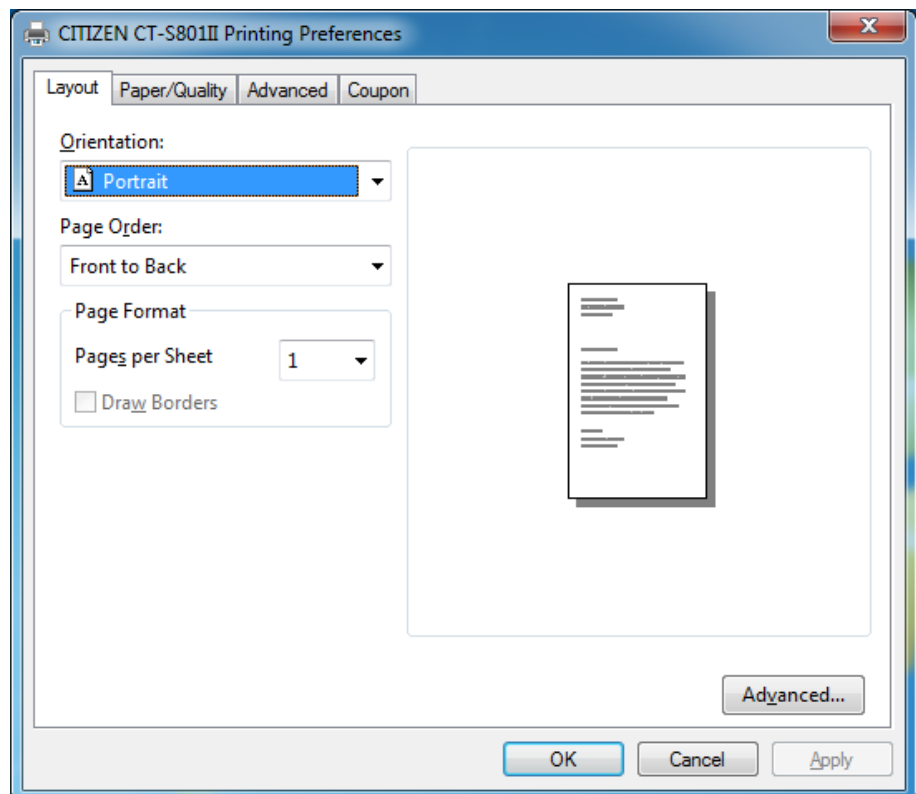 CITIZEN CT-S801II Printing Preferences
Layout Paper/Quality Advanced Coupon
Orientation:
A Portrait
Page Order:
Front to Back
Page Format
Pages per Sheet 1
Draw Borders
Advanced...
OK Cancel Apply